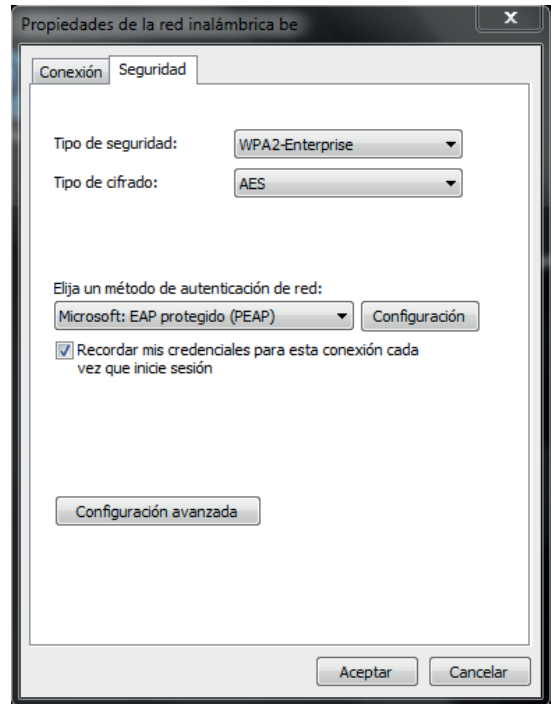 Propiedades de la red inalámbrica be
x
Conexión
Seguridad
Tipo de seguridad:
WPA2-Enterprise
Tipo de cifrado:
AES
Elija un método de autenticación de red:
Microsoft: EAP protegido (PEAP)
Configuración
Recordar mis credenciales para esta conexión cada
vez que inicie sesión
Configuración avanzada
Aceptar
Cancelar